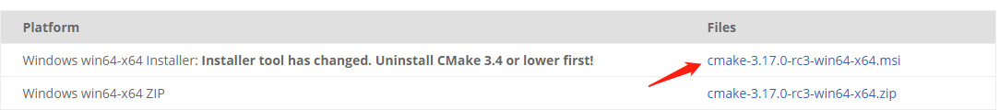 Platform Files
Windows win64-x64 Installer: Installer tool has changed. Uninstall CMake 3.4 or lower first! cmake-3.17.0-rc3-win64-x64.msi
Windows win64-x64 ZIP cmake-3.17.0-rc3-win64-x64.zip